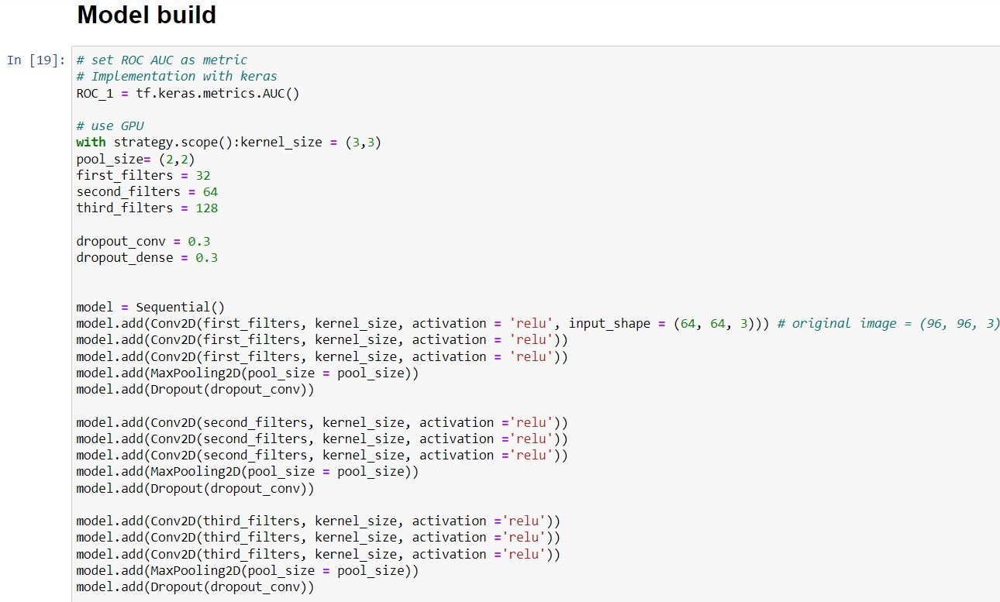 Model build
In [19]: # set ROC AUC as metric
# Implementation with keras
ROC_1 = tf.keras.metrics.AUC()
# use GPU
with strategy.scope():kernel_size = (3,3)
pool_size= (2,2)
first_filters = 32
second_filters = 64
third_filters = 128
dropout_conv = 0.3
dropout_dense = 0.3
model = Sequential()
model.add(Conv2D(first_filters, kernel_size, activation = 'relu', input_shape = (64, 64, 3))) # original image = (96, 96, 3)
model.add(Conv2D(first_filters, kernel_size, activation = 'relu'))
model.add(Conv2D(first_filters, kernel_size, activation = 'relu'))
model.add(MaxPooling2D(pool_size = pool_size))
model.add(Dropout(dropout_conv))
model.add(Conv2D(second_filters, kernel_size, activation ='relu'))
model.add(Conv2D(second_filters, kernel_size, activation ='relu'))
model.add(Conv2D(second_filters, kernel_size, activation ='relu'))
model.add(MaxPooling2D(pool_size = pool_size))
model.add(Dropout(dropout_conv))
model.add(Conv2D(third_filters, kernel_size, activation ='relu'))
model.add(Conv2D(third_filters, kernel_size, activation ='relu'))
model.add(Conv2D(third_filters, kernel_size, activation ='relu'))
model.add(MaxPooling2D(pool_size = pool_size))
model.add(Dropout(dropout_conv))